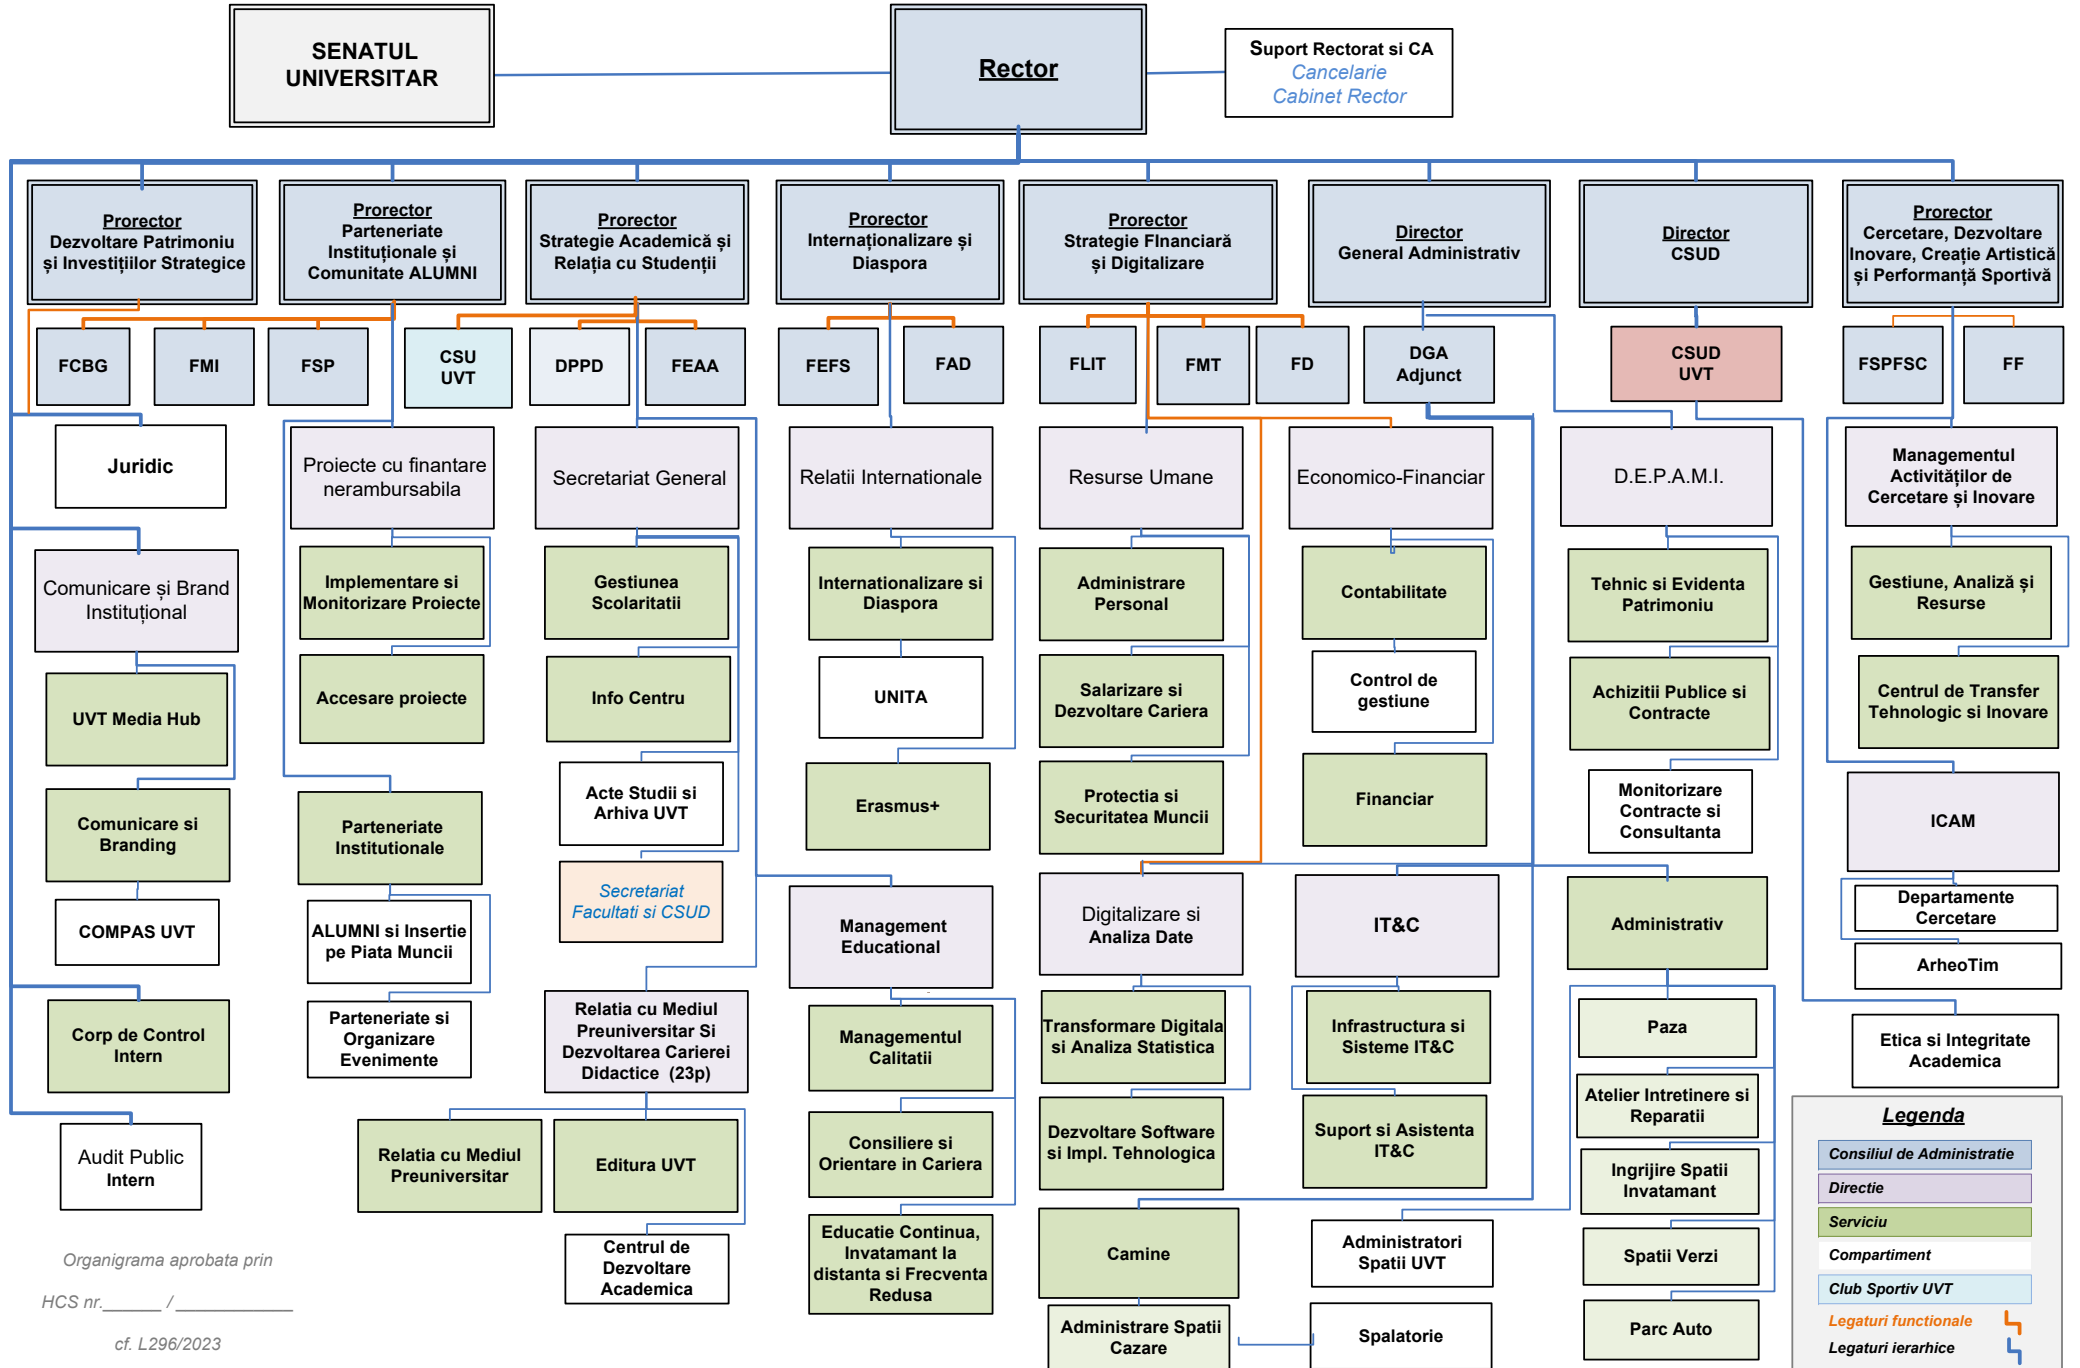 SENATUL
UNIVERSITAR
Rector
Suport Rectorat si CA
Cancelarie
Cabinet Rector
Prorector
Dezvoltare Patrimoniu
și Investițiilor Strategice
Prorector
Parteneriate
Instituționale și
Comunitate ALUMNI
Prorector
Strategie Academică și
Relația cu Studenții
Prorector
Internaționalizare și
Diaspora
Prorector
Strategie FInanciară
și Digitalizare
Director
General Administrativ
Director
CSUD
Prorector
Cercetare, Dezvoltare
Inovare, Creație Artistică
și Performanță Sportivă
FCBG
FMI
FSP
CSU
UVT
DPPD
FEAA
FEFS
FAD
FLIT
FMT
FD
DGA
Adjunct
CSUD
UVT
FSPFSC
FF
Juridic
Proiecte cu finantare
nerambursabila
Secretariat General
Relatii Internationale
Resurse Umane
Economico-Financiar
D.E.P.A.M.I.
Managementul
Activităților de
Cercetare și Inovare
Comunicare și Brand
Instituțional
Implementare si
Monitorizare Proiecte
Gestiunea
Scolaritatii
Internationalizare si
Diaspora
Administrare
Personal
Contabilitate
Tehnic si Evidenta
Patrimoniu
Gestiune, Analiză și
Resurse
UVT Media Hub
Accesare proiecte
Info Centru
UNITA
Salarizare si
Dezvoltare Cariera
Control de
gestiune
Achizitii Publice si
Contracte
Centrul de Transfer
Tehnologic si Inovare
Comunicare si
Branding
Parteneriate
Institutionale
Acte Studii si
Arhiva UVT
Erasmus+
Protectia si
Securitatea Muncii
Financiar
Monitorizare
Contracte si
Consultanta
ICAM
COMPAS UVT
ALUMNI si Insertie
pe Piata Muncii
Secretariat
Facultati si CSUD
Management
Educational
Digitalizare si
Analiza Date
IT&C
Administrativ
Departamente
Cercetare
ArheoTim
Corp de Control
Intern
Parteneriate si
Organizare
Evenimente
Relatia cu Mediul
Preuniversitar Si
Dezvoltarea Carierei
Didactice (23p)
Managementul
Calitatii
Transformare Digitala
si Analiza Statistica
Infrastructura si
Sisteme IT&C
Paza
Etica si Integritate
Academica
Audit Public
Intern
Relatia cu Mediul
Preuniversitar
Editura UVT
Consiliere si
Orientare in Cariera
Dezvoltare Software
si Impl. Tehnologica
Suport si Asistenta
IT&C
Atelier Intretinere si
Reparatii
Ingrijire Spatii
Invatamant
Centrul de
Dezvoltare
Academica
Educatie Continua,
Invatamant la
distanta si Frecventa
Redusa
Camine
Administratori
Spatii UVT
Spatii Verzi
Administrare Spatii
Cazare
Spalatorie
Parc Auto
Organigrama aprobata prin
HCS nr.______ / ____________
cf. L296/2023
Legenda
Consiliul de Administratie
Directie
Serviciu
Compartiment
Club Sportiv UVT
Legaturi functionale
Legaturi ierarhice